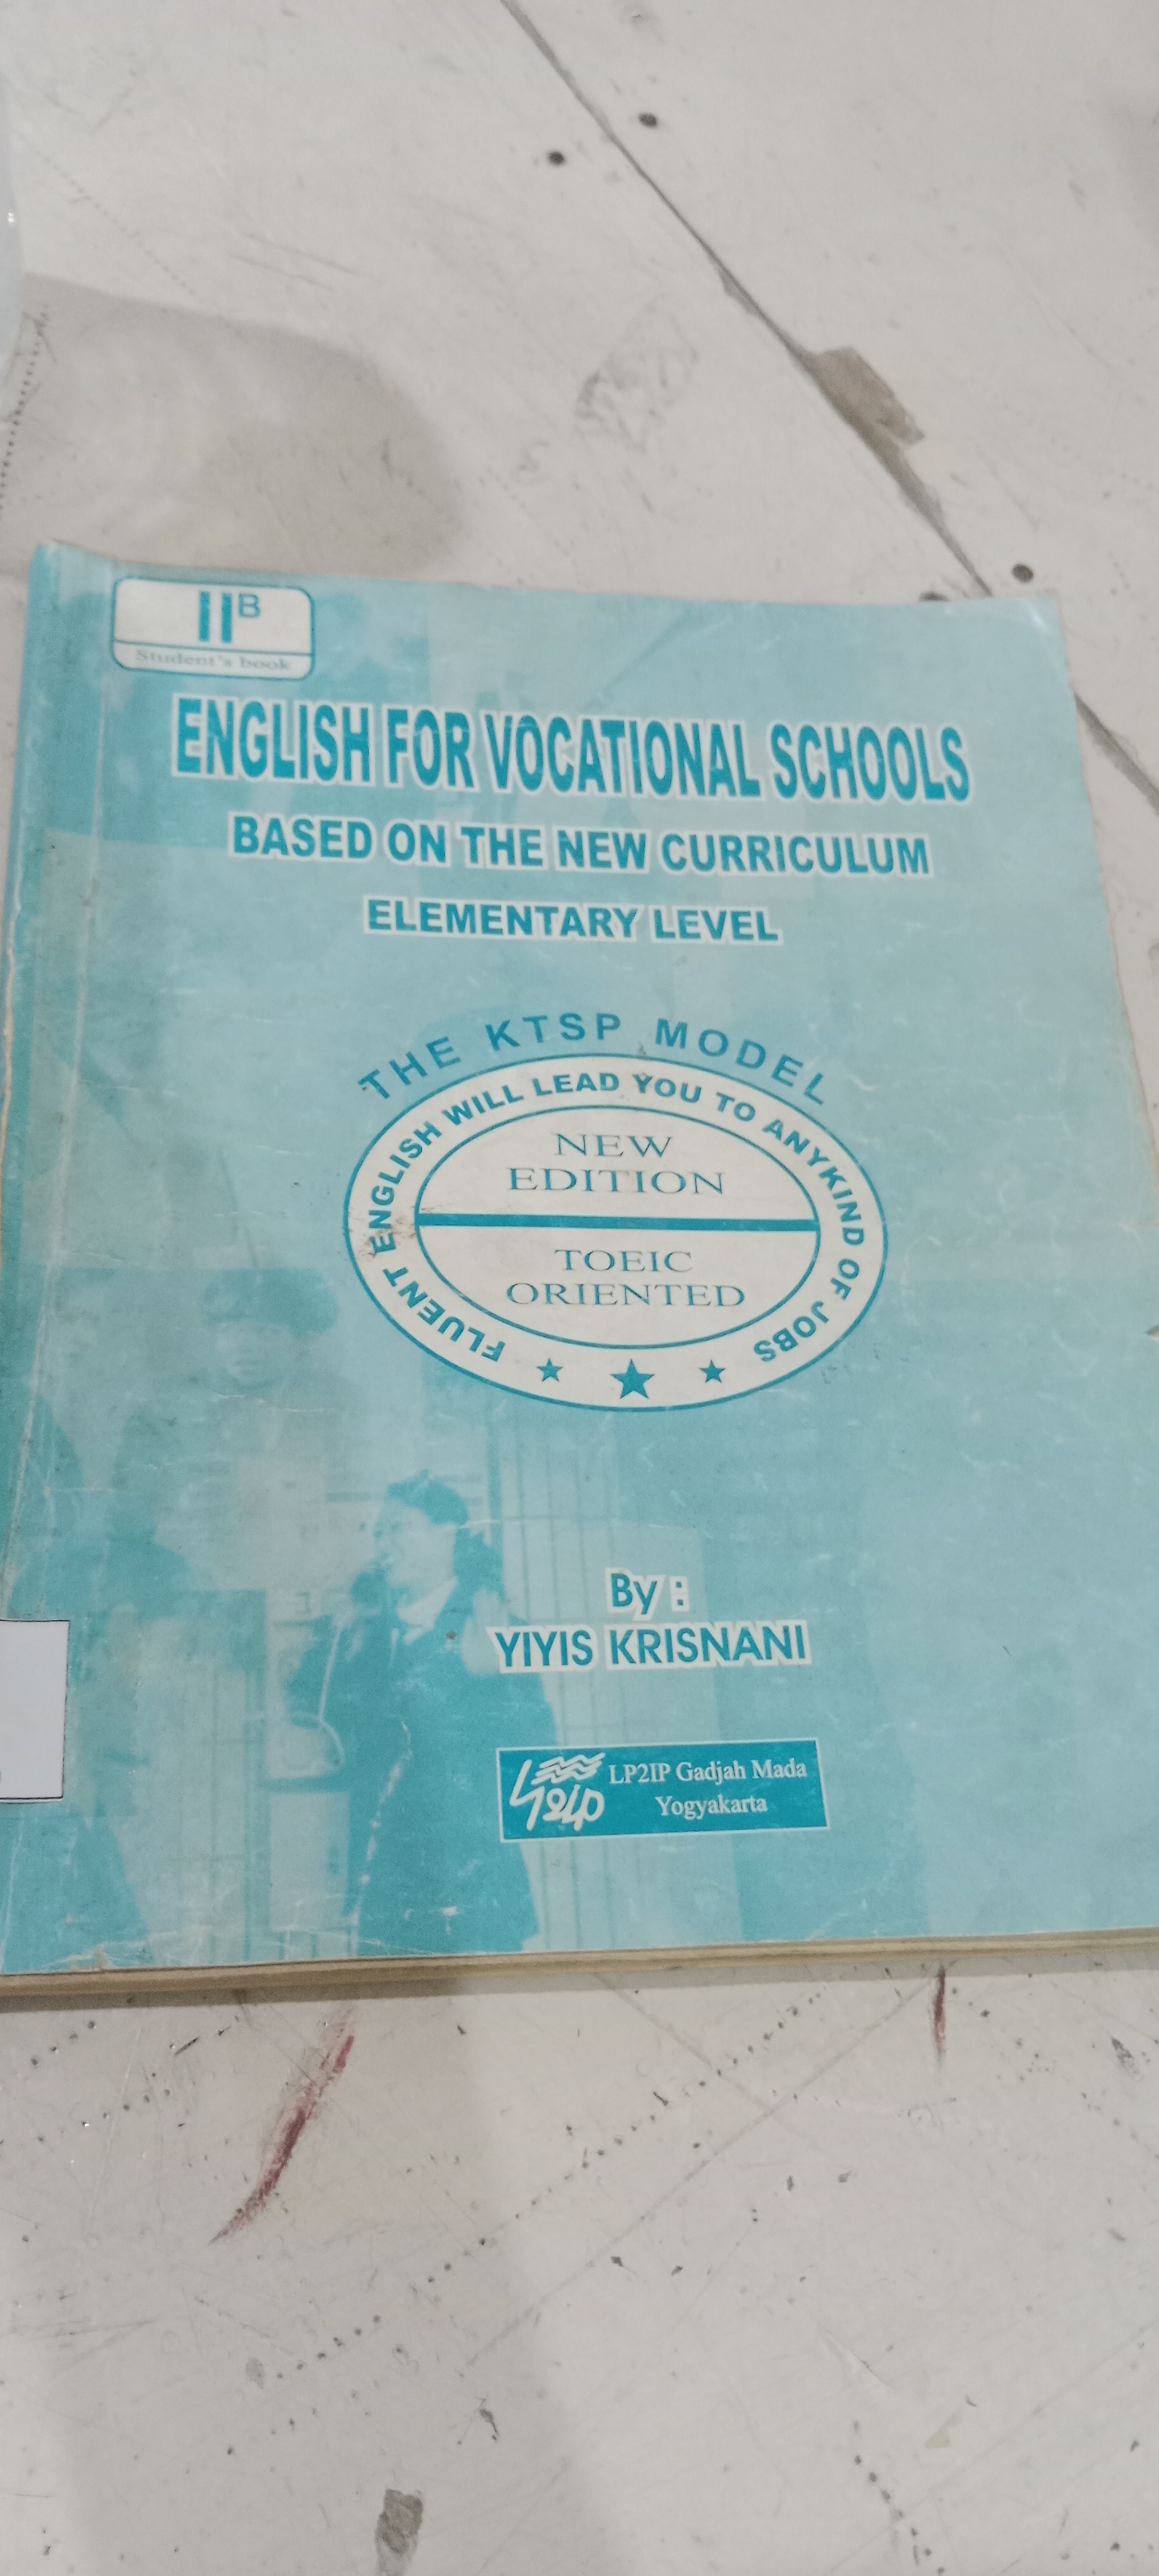 II B
Student's book
ENGLISH FOR VOCATIONAL SCHOOLS
BASED ON THE NEW CURRICULUM
ELEMENTARY LEVEL
THE KTSP MODEL
FLUENT ENGLISH WILL LEAD YOU TO ANYKIND OF JOBS
NEW
EDITION
TOEIC
ORIENTED
By :
YIYIS KRISNANI
LP2IP Gadjah Mada
Yogyakarta